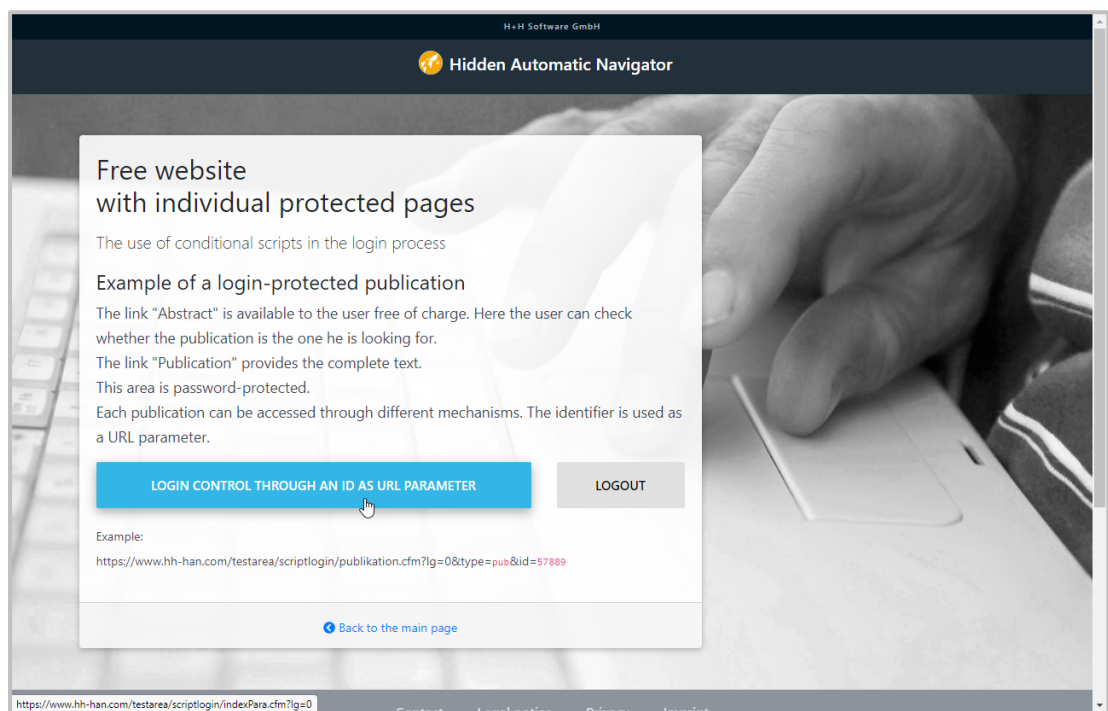 H+H Software GmbH
Hidden Automatic Navigator
Free website
with individual protected pages
The use of conditional scripts in the login process
Example of a login-protected publication
The link "Abstract" is available to the user free of charge. Here the user can check
whether the publication is the one he is looking for.
The link "Publication" provides the complete text.
This area is password-protected.
Each publication can be accessed through different mechanisms. The identifier is used as
a URL parameter.
LOGIN CONTROL THROUGH AN ID AS URL PARAMETER
LOGOUT
Example:
https://www.hh-han.com/testarea/scriptlogin/publikation.cfm?lg=0&type=pub&id=57889
Back to the main page
https://www.hh-han.com/testarea/scriptlogin/indexPara.cfm?lg=0
Contact Legal notice Privacy Imprint